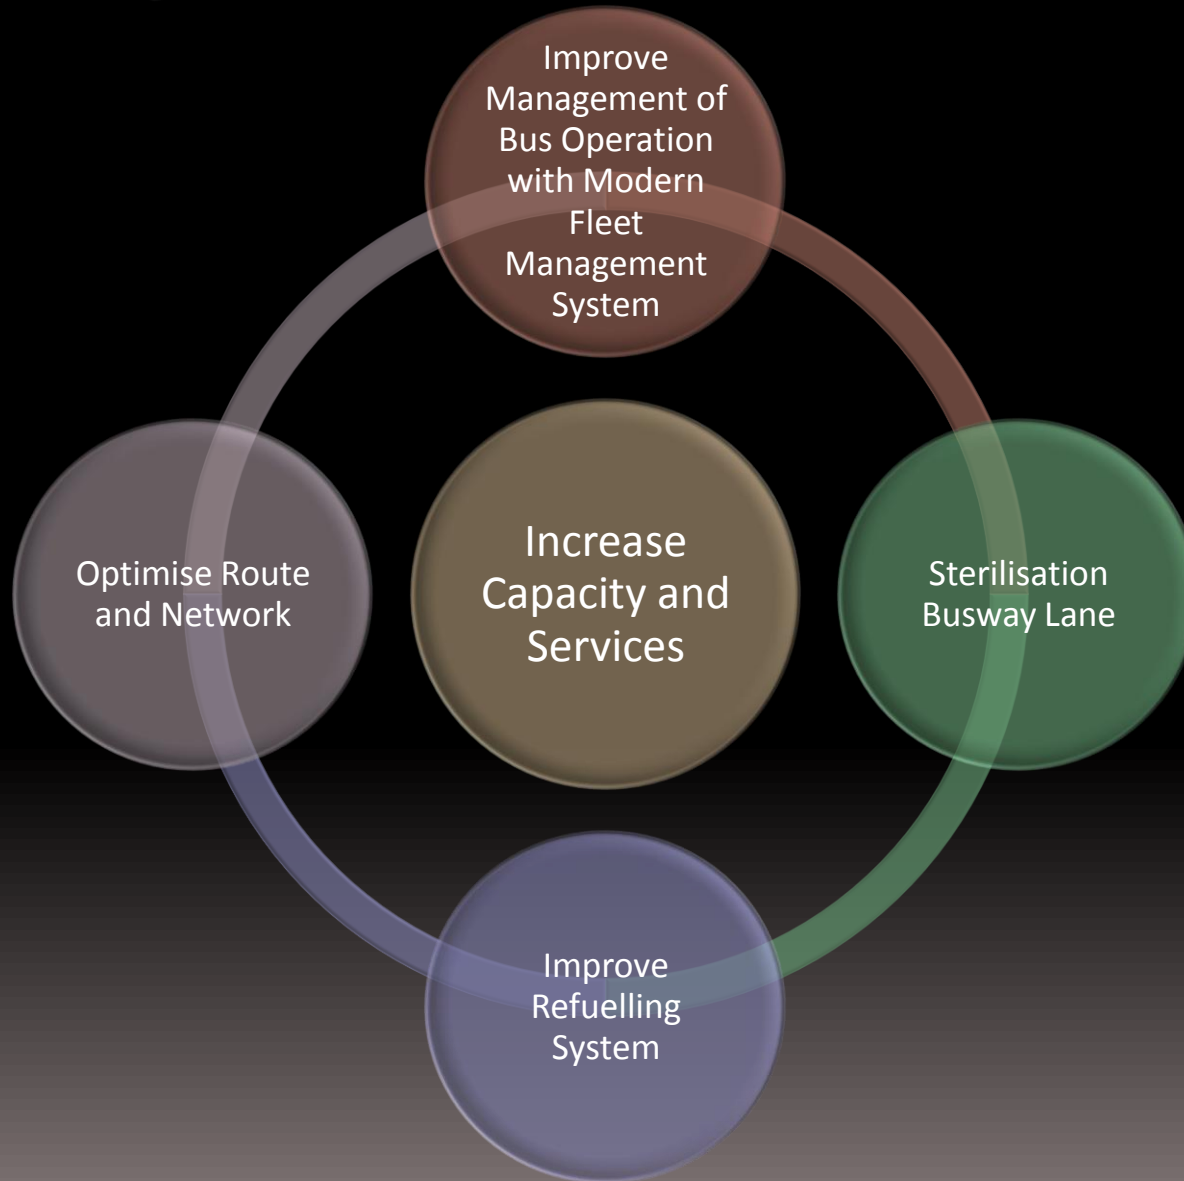 Improve
Management of
Bus Operation
with Modern
Fleet
Management
System
Optimise Route
and Network
Increase
Capacity and
Services
Sterilisation
Busway Lane
Improve
Refuelling
System